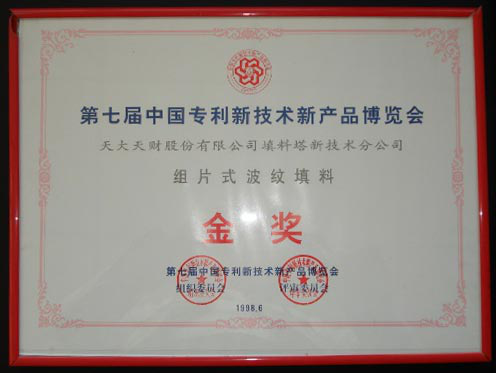 第七届中国专利新技术新产品博览会
天大天财股份有限公司填料塔新技术分公司
组片式波纹填料
金奖
第七届中国专利新技术新产品博览会
组织委员会 评审委员会
1998,6